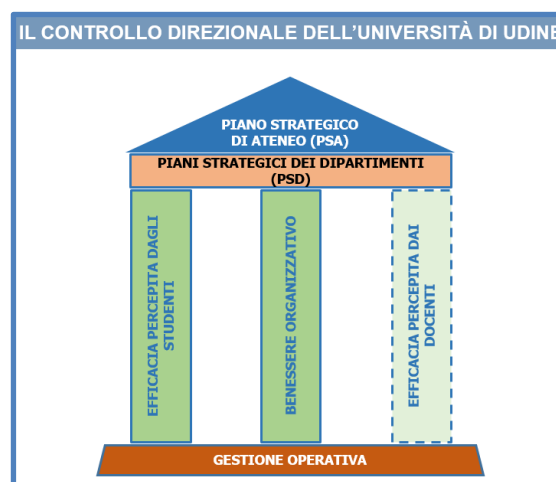 IL CONTROLLO DIREZIONALE DELL'UNIVERSITÀ DI UDINE
PIANO STRATEGICO
DI ATENEO (PSA)
PIANI STRATEGICI DEI DIPARTIMENTI
(PSD)
EFFICACIA PERCEPITA DAGLI
STUDENTI
BENESSERE ORGANIZZATIVO
EFFICACIA PERCEPITA DAI
DOCENTI
GESTIONE OPERATIVA